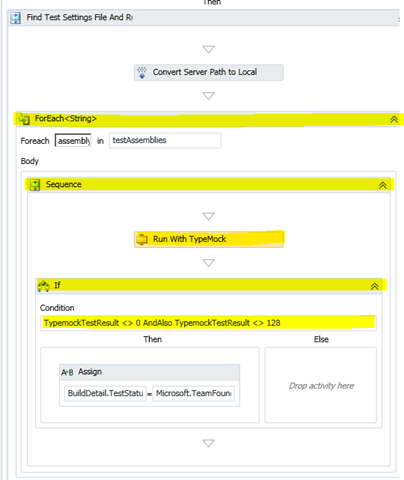 Then
Find Test Settings File And Ru
Convert Server Path to Local
ForEach<String>
Foreach assembly in testAssemblies
Body
Sequence
Run With TypeMock
If
Condition
TypemockTestResult <> 0 AndAlso TypemockTestResult <> 128
Then Else
A+B Assign
BuildDetail.TestStatu = Microsoft.TeamFoun
Drop activity here